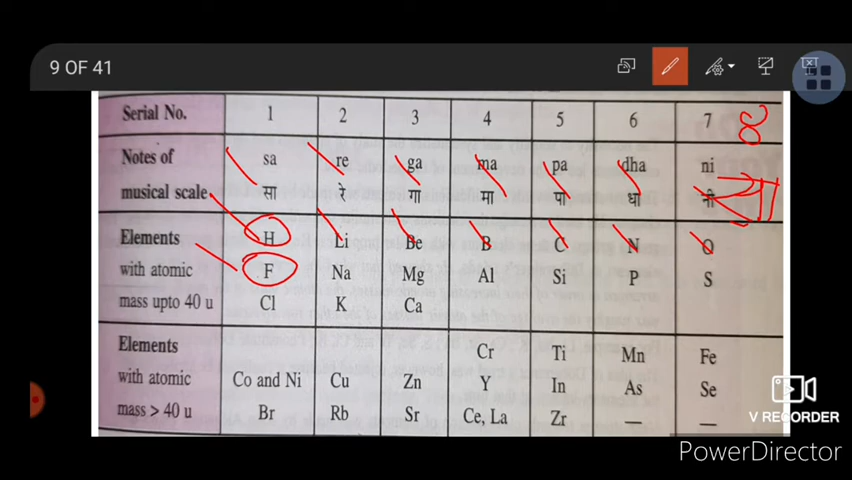 9 OF 41
Serial No. 1 2 3 4 5 6 7 8
Notes of sa re ga ma pa dha ni
musical scale सा रे गा मा पा धा नी सा
Elements H Li Be B C N O
with atomic F Na Mg Al Si P S
mass upto 40 u Cl K Ca
Elements Cr Ti Mn Fe
with atomic Co and Ni Cu Zn Y In As Se
mass > 40 u Br Rb Sr Ce, La Zr — —
V RECORDER
PowerDirector